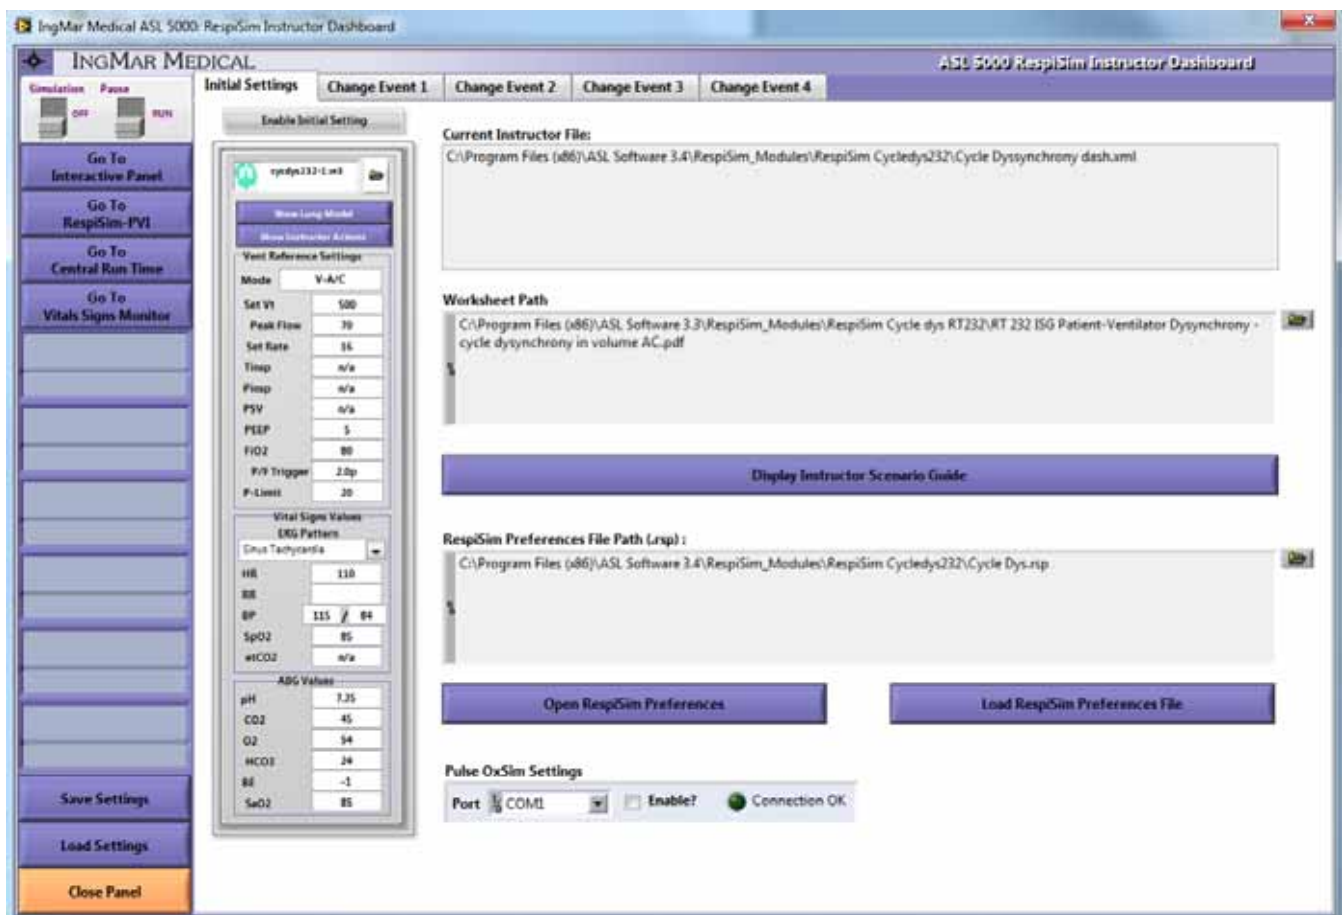 IngMar Medical ASL 5000: RespiSim Instructor Dashboard
INGMAR MEDICAL
ASL 5000 RespiSim Instructor Dashboard
Simulation Pause
OFF RUN
Initial Settings Change Event 1 Change Event 2 Change Event 3 Change Event 4
Go To
Interactive Panel
Go To
RespiSim-PVI
Go To
Central Run Time
Go To
Vitals Signs Monitor
Save Settings
Load Settings
Close Panel
Enable Initial Setting
Show Lung Model
Show Instructor Actions
Vent Reference Settings
Mode V-A/C
Set Vt 500
Peak Flow 70
Set Rate 16
Tinsp n/a
Pinsp n/a
PSV n/a
PEEP 5
FiO2 80
P/F Trigger 2.0p
P-Limit 20
Vital Signs Values
EKG Pattern
Sinus Tachycardia
HR 110
RR
BP 115 / 84
SpO2 85
etCO2 n/a
ABG Values
pH 7.35
CO2 45
O2 54
HCO3 24
BE -1
SaO2 85
Current Instructor File:
C:\Program Files (x86)\ASL Software 3.4\RespiSim_Modules\RespiSim Cycledys232\Cycle Dyssynchrony dash.xml
Worksheet Path
C:\Program Files (x86)\ASL Software 3.3\RespiSim_Modules\RespiSim Cycle dys RT232\RT 232 ISG Patient-Ventilator Dysynchrony -
cycle dysynchrony in volume AC.pdf
Display Instructor Scenario Guide
RespiSim Preferences File Path (.rsp) :
C:\Program Files (x86)\ASL Software 3.4\RespiSim_Modules\RespiSim Cycledys232\Cycle Dys.rsp
Open RespiSim Preferences Load RespiSim Preferences File
Pulse OxSim Settings
Port COM1 Enable? Connection OK